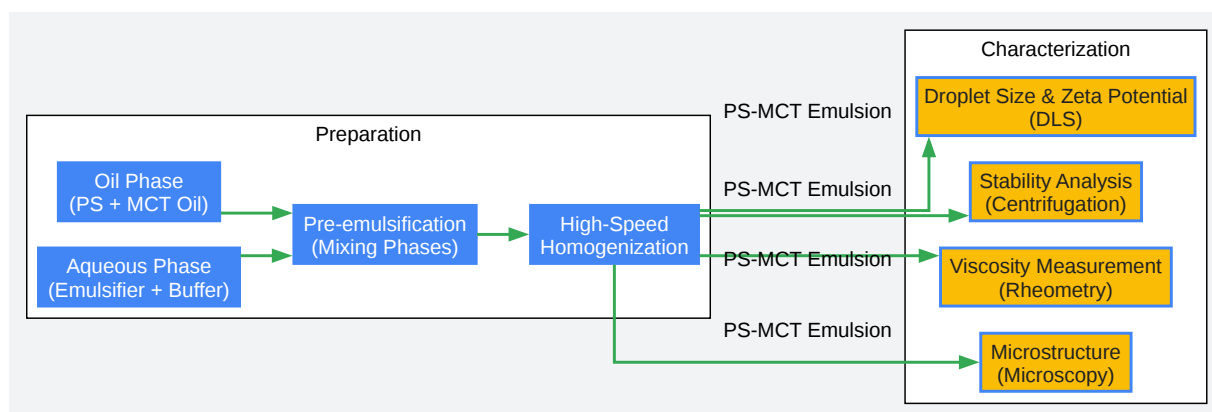 Preparation
Oil Phase
(PS + MCT Oil)
Aqueous Phase
(Emulsifier + Buffer)
Pre-emulsification
(Mixing Phases)
High-Speed
Homogenization
PS-MCT Emulsion
PS-MCT Emulsion
PS-MCT Emulsion
PS-MCT Emulsion
Characterization
Droplet Size & Zeta Potential
(DLS)
Stability Analysis
(Centrifugation)
Viscosity Measurement
(Rheometry)
Microstructure
(Microscopy)